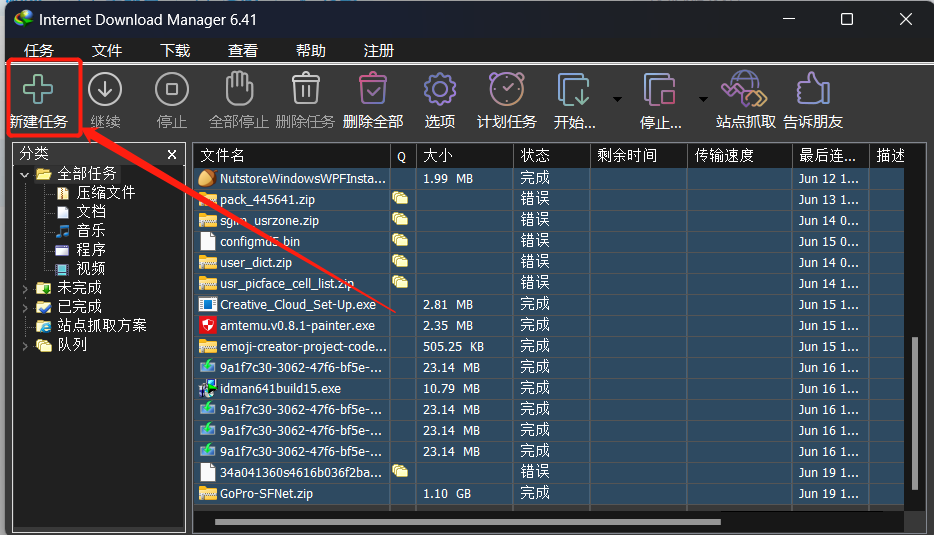 Internet Download Manager 6.41
任务 文件 下载 查看 帮助 注册
新建任务 继续 停止 全部停止 删除任务 删除全部 选项 计划任务 开始... 停止... 站点抓取 告诉朋友
分类 x
全部任务
压缩文件
文档
音乐
程序
视频
未完成
已完成
站点抓取方案
队列
文件名 Q 大小 状态 剩余时间 传输速度 最后连... 描述
NutstoreWindowsWPFInsta... 1.99 MB 完成 Jun 12 1...
pack_445641.zip 错误 Jun 13 1...
sgim_usrzone.zip 错误 Jun 14 0...
configmd5.bin 错误 Jun 15 0...
user_dict.zip 错误 Jun 14 0...
usr_picface_cell_list.zip 错误 Jun 14 1...
Creative_Cloud_Set-Up.exe 2.81 MB 完成 Jun 15 1...
amtemu.v0.8.1-painter.exe 2.35 MB 完成 Jun 15 1...
emoji-creator-project-code... 505.25 KB 完成 Jun 15 1...
9a1f7c30-3062-47f6-bf5e-... 23.14 MB 完成 Jun 16 1...
idman641build15.exe 10.79 MB 完成 Jun 16 1...
9a1f7c30-3062-47f6-bf5e-... 23.14 MB 完成 Jun 16 1...
9a1f7c30-3062-47f6-bf5e-... 23.14 MB 完成 Jun 16 1...
9a1f7c30-3062-47f6-bf5e-... 23.14 MB 完成 Jun 16 1...
34a041360s4616b036f2ba... 错误 Jun 19 1...
GoPro-SFNet.zip 1.10 GB 完成 Jun 19 1...